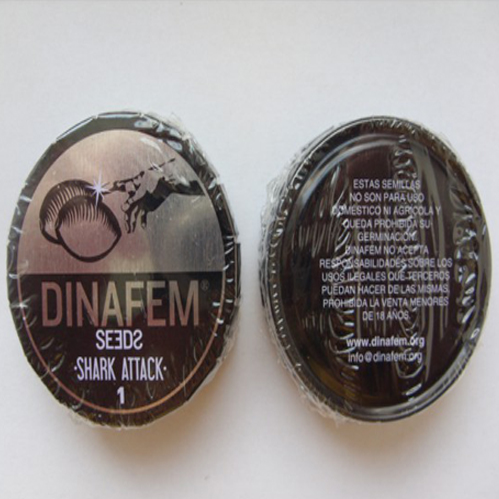 DINAFEM®
SEEDS
·SHARK ATTACK·
1
ESTAS SEMILLAS
NO SON PARA USO
DOMESTICO NI AGRICOLA Y
QUEDA PROHIBIDA SU
GERMINACIÓN.
DINAFEM NO ACEPTA
RESPONSABILIDADES SOBRE LOS
USOS ILEGALES QUE TERCEROS
PUEDAN HACER DE LAS MISMAS.
PROHIBIDA LA VENTA MENORES
DE 18 AÑOS.
www.dinafem.org
info@dinafem.org